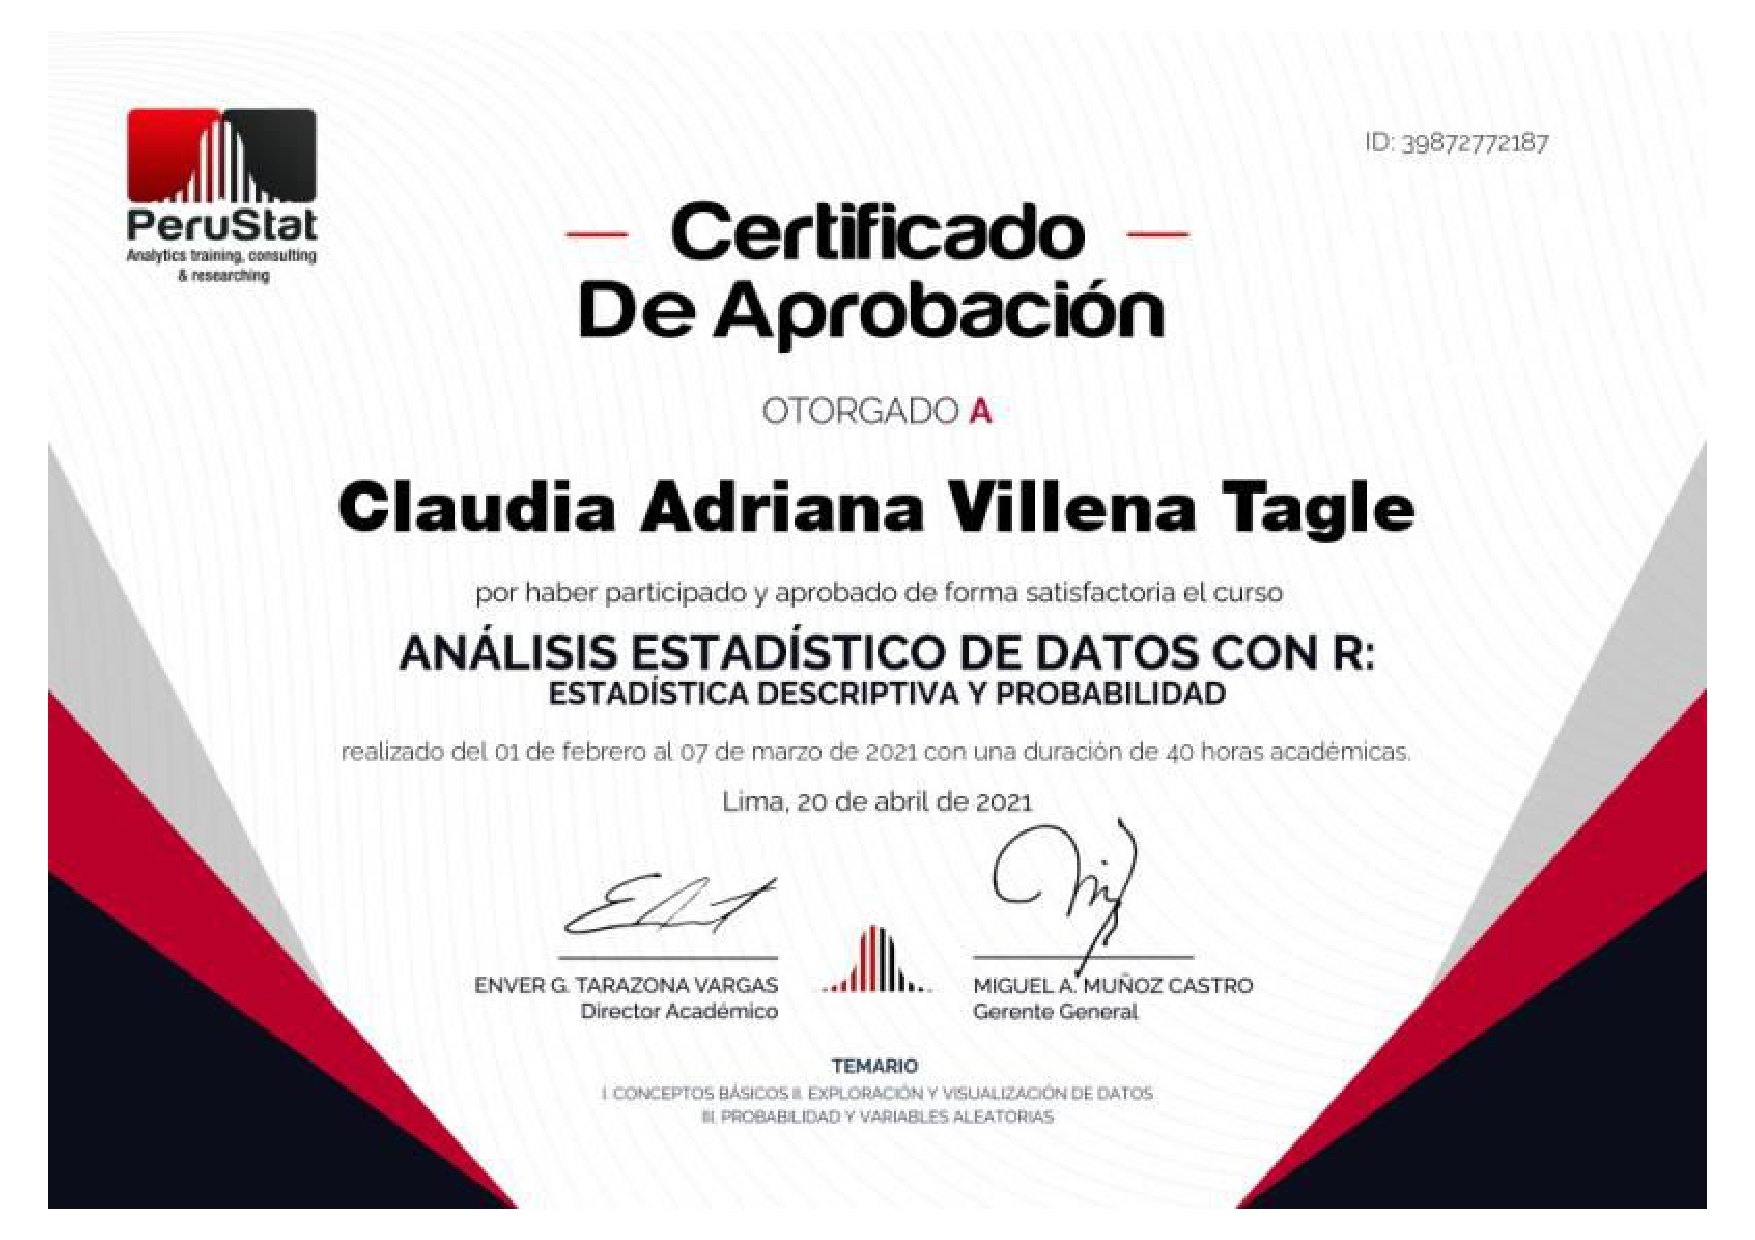 PeruStat
Analytics training, consulting
& researching
ID: 39872772187
Certificado
De Aprobación
OTORGADO A
Claudia Adriana Villena Tagle
por haber participado y aprobado de forma satisfactoria el curso
ANÁLISIS ESTADÍSTICO DE DATOS CON R:
ESTADÍSTICA DESCRIPTIVA Y PROBABILIDAD
realizado del 01 de febrero al 07 de marzo de 2021 con una duración de 40 horas académicas.
Lima, 20 de abril de 2021
ENVER G. TARAZONA VARGAS
Director Académico
MIGUEL A. MUÑOZ CASTRO
Gerente General
TEMARIO
I. CONCEPTOS BÁSICOS II. EXPLORACIÓN Y VISUALIZACIÓN DE DATOS
III. PROBABILIDAD Y VARIABLES ALEATORIAS